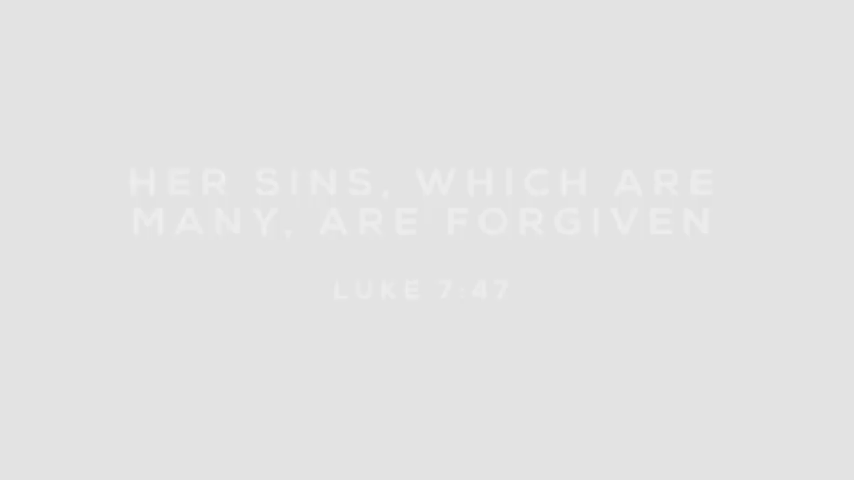 HER SINS, WHICH ARE
MANY, ARE FORGIVEN
LUKE 7:47